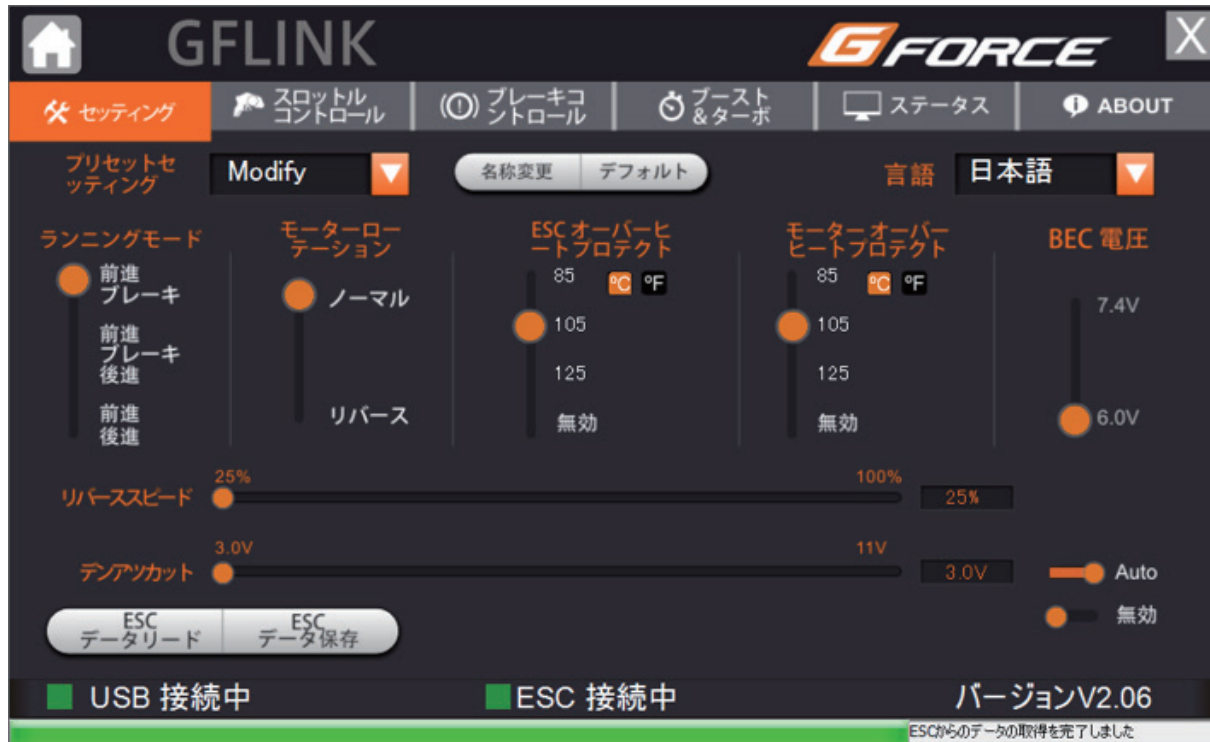 GFLINK
GFORCE
X
セッティング
スロットル
コントロール
ブレーキコ
ントロール
ブースト
&ターボ
ステータス
ABOUT
プリセットセ
ッティング
Modify
名称変更
デフォルト
言語
日本語
ランニングモード
前進
ブレーキ
前進
ブレーキ
後進
前進
後進
モーターロー
テーション
ノーマル
リバース
ESC オーバーヒ
ートプロテクト
85
°C
°F
105
125
無効
モーターオーバー
ヒートプロテクト
85
°C
°F
105
125
無効
BEC 電圧
7.4V
6.0V
リバーススピード
25%
100%
25%
デンアツカット
3.0V
11V
3.0V
Auto
無効
ESC
データリード
ESC
データ保存
USB 接続中
ESC 接続中
バージョンV2.06
ESCからのデータの取得を完了しました